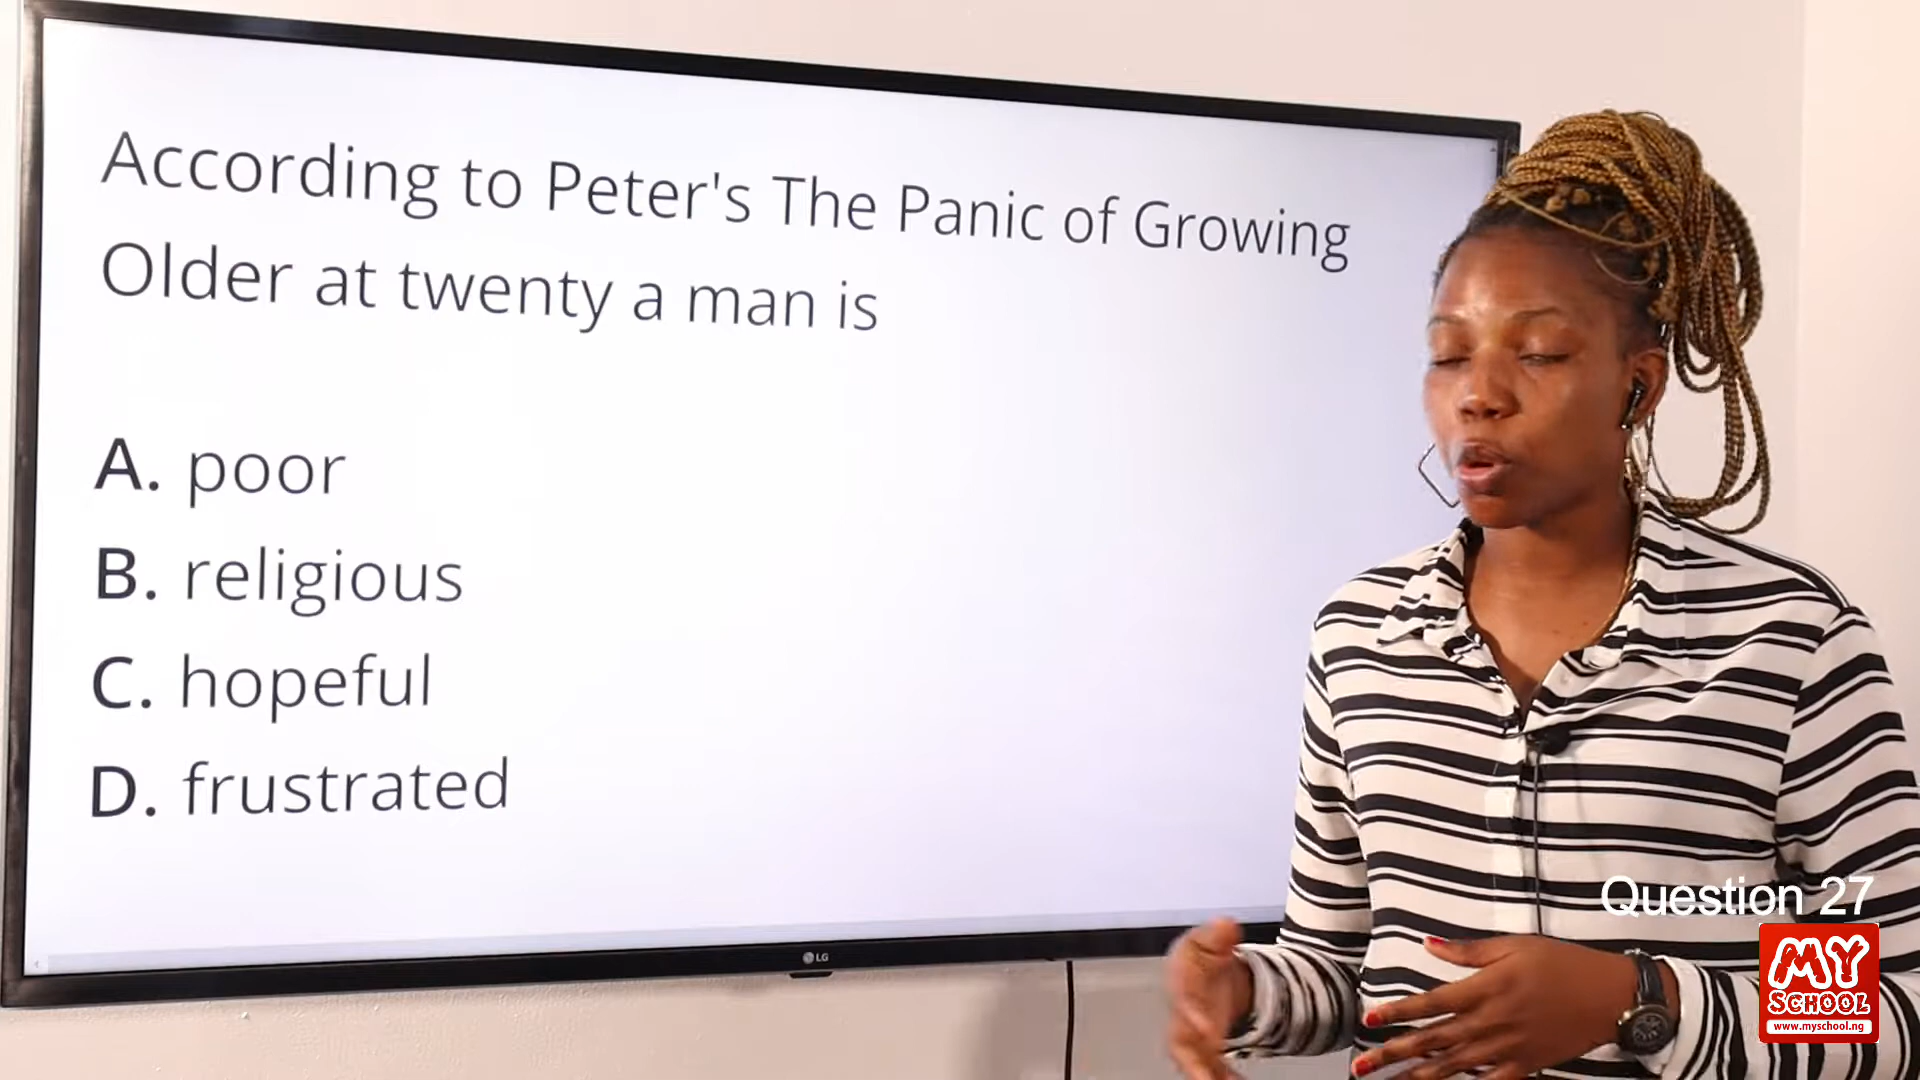 According to Peter's The Panic of Growing
Older at twenty a man is
A. poor
B. religious
C. hopeful
D. frustrated
LG
Question 27
MY
SCHOOL
www.myschool.ng